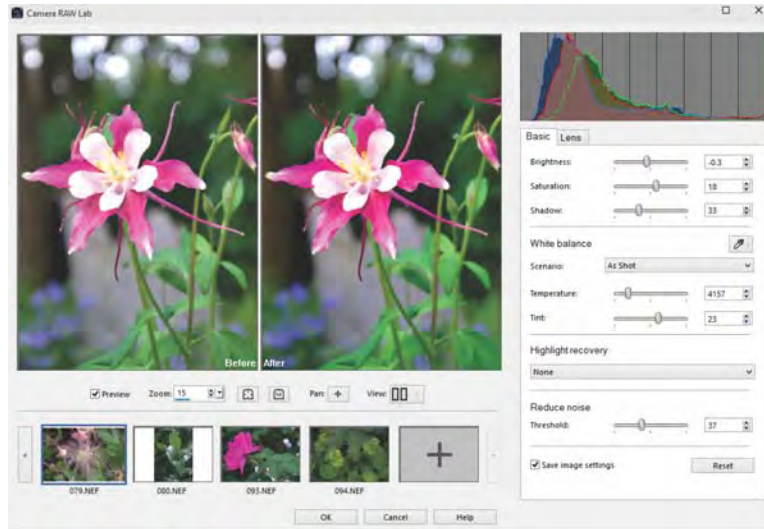 Camera RAW Lab
Before After
Preview Zoom: 15 Pan: View:
079.NEF 080.NEF 093.NEF 094.NEF
OK Cancel Help
Basic Lens
Brightness: -0.3
Saturation: 18
Shadow: 33
White balance
Scenario: As Shot
Temperature: 4157
Tint: 23
Highlight recovery
None
Reduce noise
Threshold: 37
Save image settings Reset